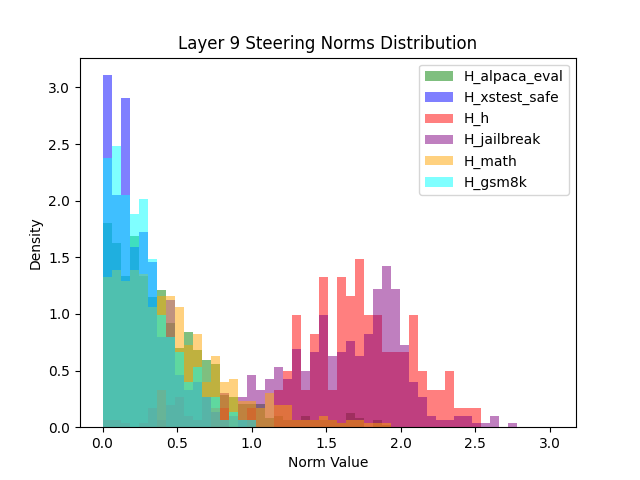 Layer 9 Steering Norms Distribution
H_alpaca_eval
H_xstest_safe
H_h
H_jailbreak
H_math
H_gsm8k
Density
3.0
2.5
2.0
1.5
1.0
0.5
0.0
0.0 0.5 1.0 1.5 2.0 2.5 3.0
Norm Value